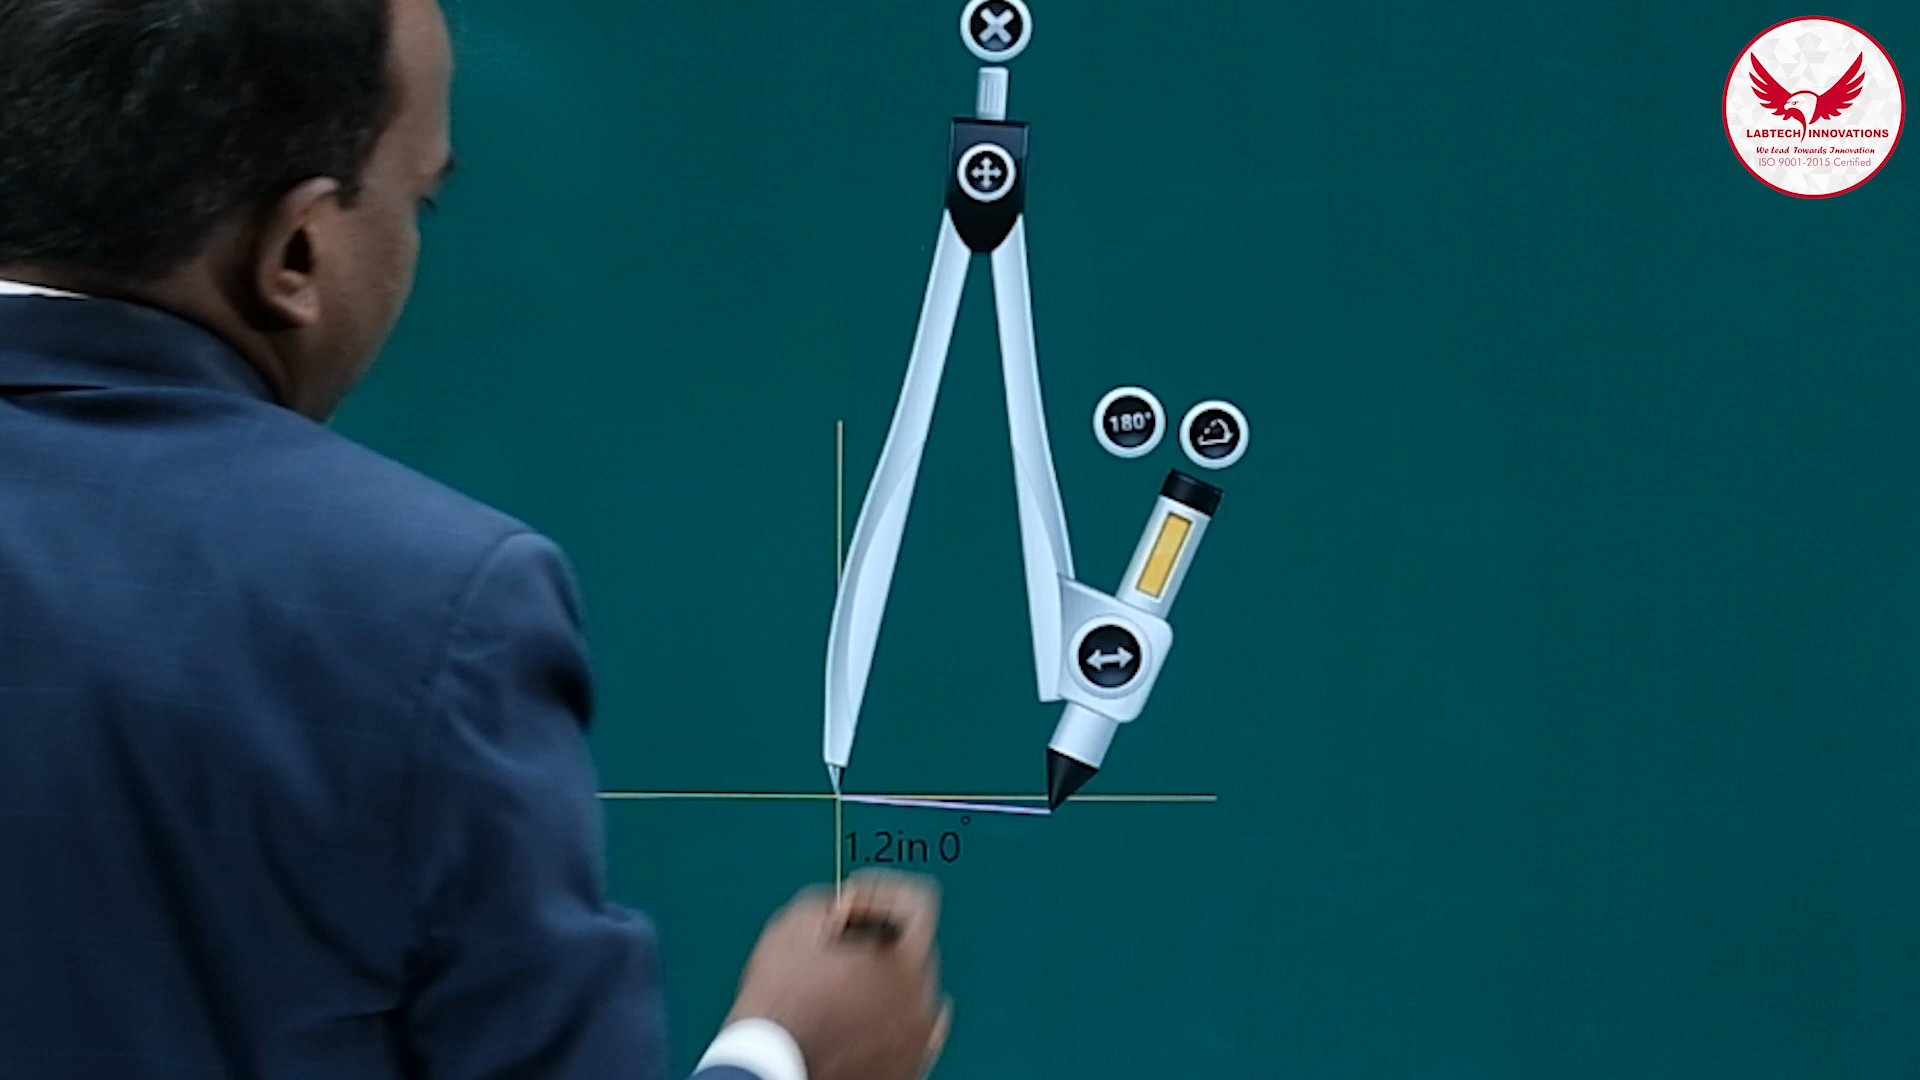 LABTECH INNOVATIONS
We Lead Towards Innovation
ISO 9001-2015 Certified
180°
1.2in 0°